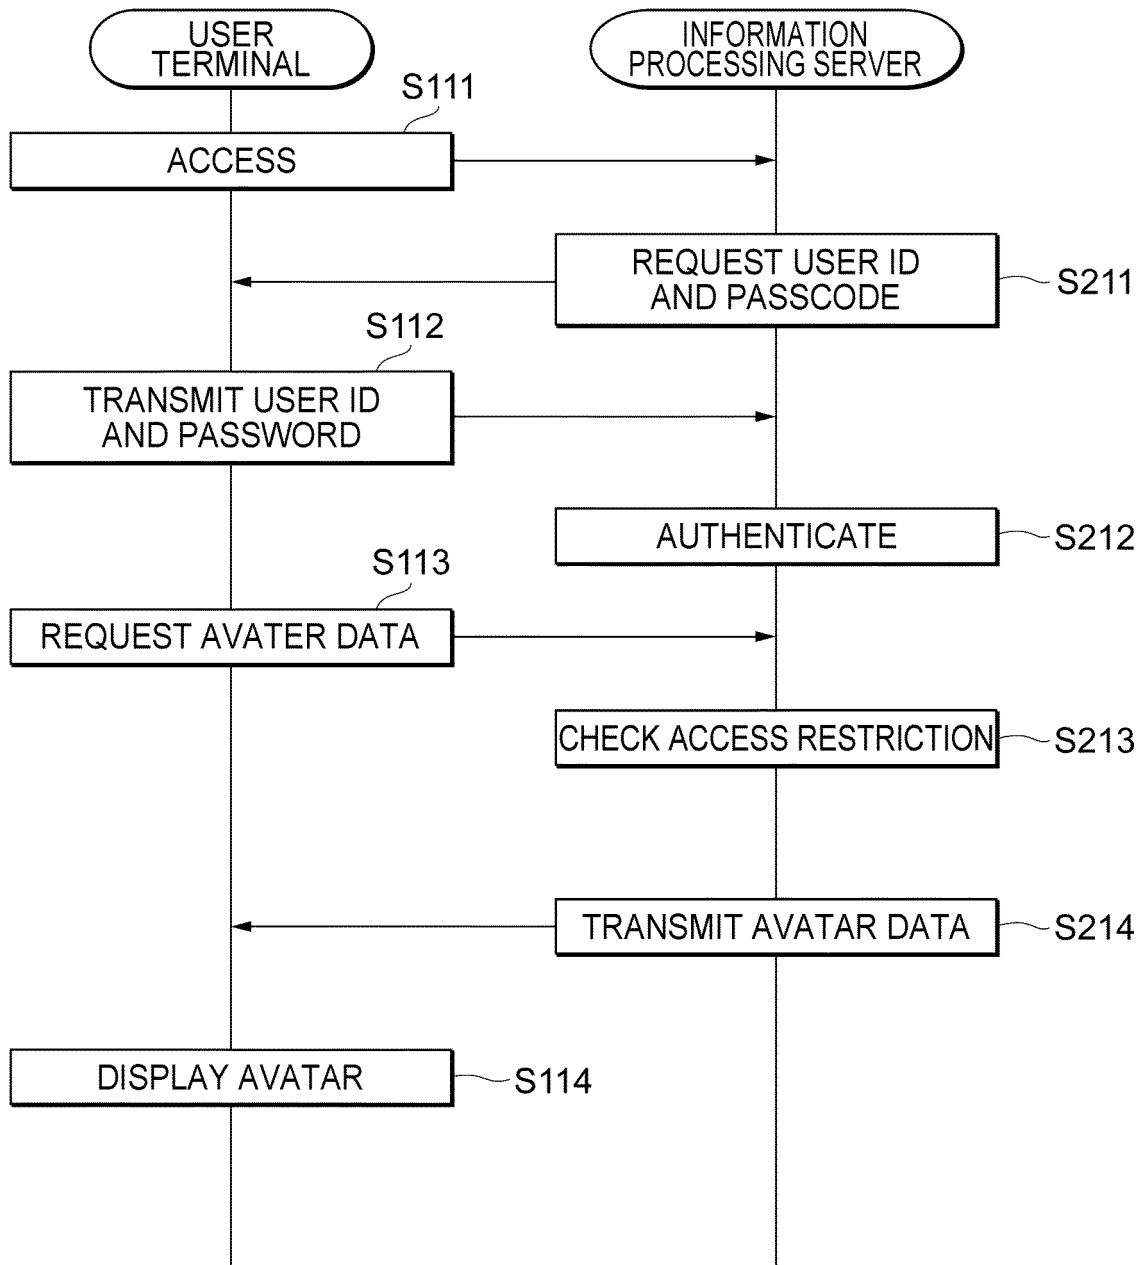 USER
TERMINAL
INFORMATION
PROCESSING SERVER
S111
ACCESS
REQUEST USER ID
AND PASSCODE
S211
S112
TRANSMIT USER ID
AND PASSWORD
AUTHENTICATE
S212
S113
REQUEST AVATER DATA
CHECK ACCESS RESTRICTION
S213
TRANSMIT AVATAR DATA
S214
DISPLAY AVATAR
S114